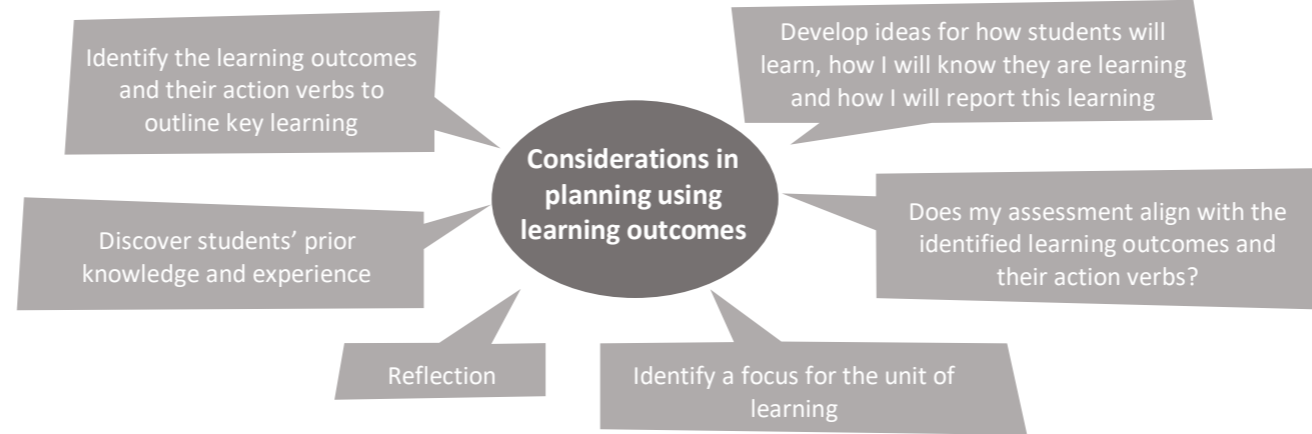 Identify the learning outcomes
and their action verbs to
outline key learning
Develop ideas for how students will
learn, how I will know they are learning
and how I will report this learning
Considerations in
planning using
learning outcomes
Discover students’ prior
knowledge and experience
Does my assessment align with the
identified learning outcomes and
their action verbs?
Reflection
Identify a focus for the unit of
learning